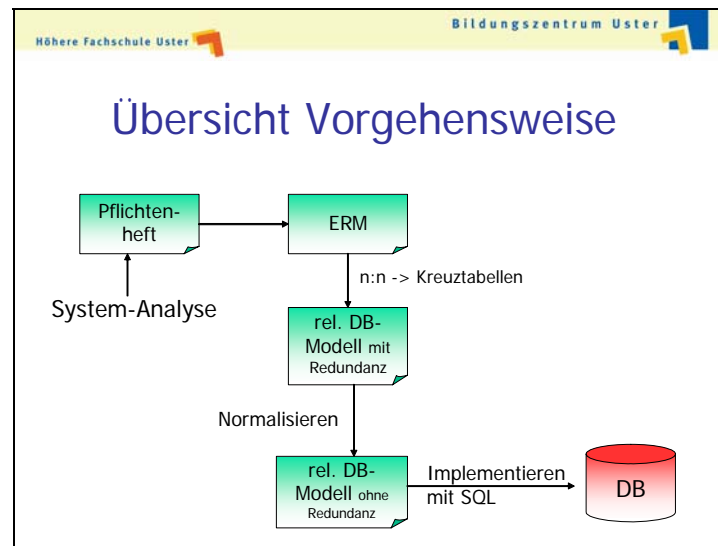 Höhere Fachschule Uster
Bildungszentrum Uster
Übersicht Vorgehensweise
Pflichten-
heft
ERM
System-Analyse
n:n -> Kreuztabellen
rel. DB-
Modell mit
Redundanz
Normalisieren
rel. DB-
Modell ohne
Redundanz
Implementieren
mit SQL
DB